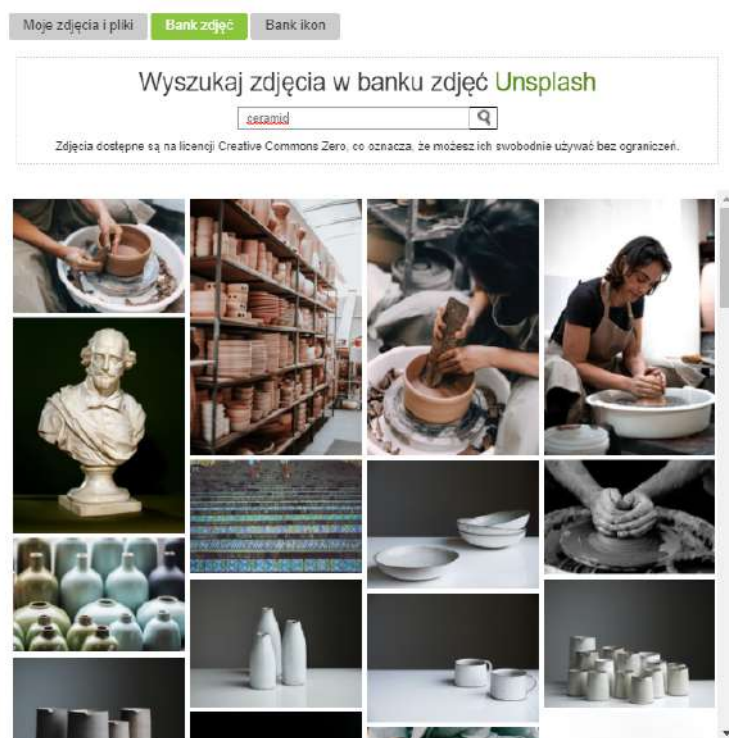 Moje zdjęcia i pliki Bank zdjęć Bank ikon
Wyszukaj zdjęcia w banku zdjęć Unsplash
ceramic
Zdjęcia dostępne są na licencji Creative Commons Zero, co oznacza, że możesz ich swobodnie używać bez ograniczeń.